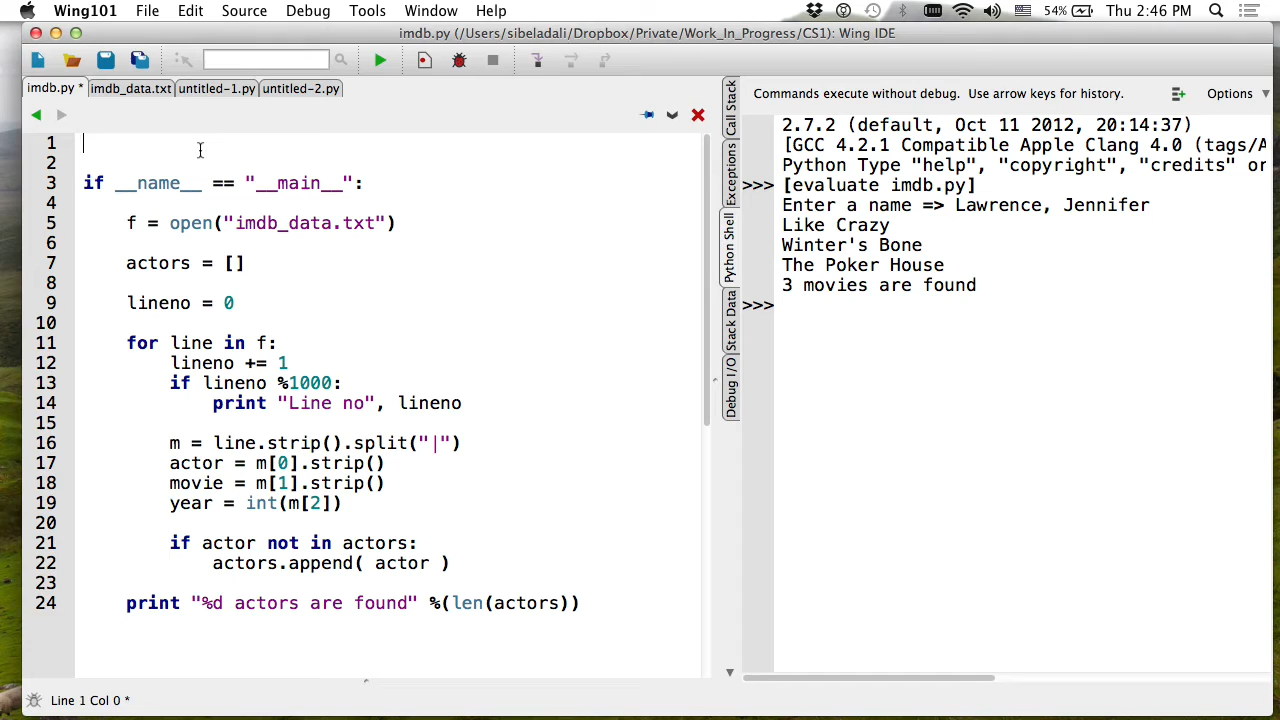 Wing101 File Edit Source Debug Tools Window Help 54% Thu 2:46 PM
imdb.py (/Users/sibeladali/Dropbox/Private/Work_In_Progress/CS1): Wing IDE
imdb.py * imdb_data.txt untitled-1.py untitled-2.py
1
2
3 if __name__ == "__main__":
4
5 f = open("imdb_data.txt")
6
7 actors = []
8
9 lineno = 0
10
11 for line in f:
12 lineno += 1
13 if lineno %1000:
14 print "Line no", lineno
15
16 m = line.strip().split("|")
17 actor = m[0].strip()
18 movie = m[1].strip()
19 year = int(m[2])
20
21 if actor not in actors:
22 actors.append( actor )
23
24 print "%d actors are found" %(len(actors))
Line 1 Col 0 *
Call Stack
Exceptions
Python Shell
Stack Data
Debug I/O
Commands execute without debug. Use arrow keys for history. Options
2.7.2 (default, Oct 11 2012, 20:14:37)
[GCC 4.2.1 Compatible Apple Clang 4.0 (tags/A
Python Type "help", "copyright", "credits" or
>>> [evaluate imdb.py]
Enter a name => Lawrence, Jennifer
Like Crazy
Winter's Bone
The Poker House
3 movies are found
>>>